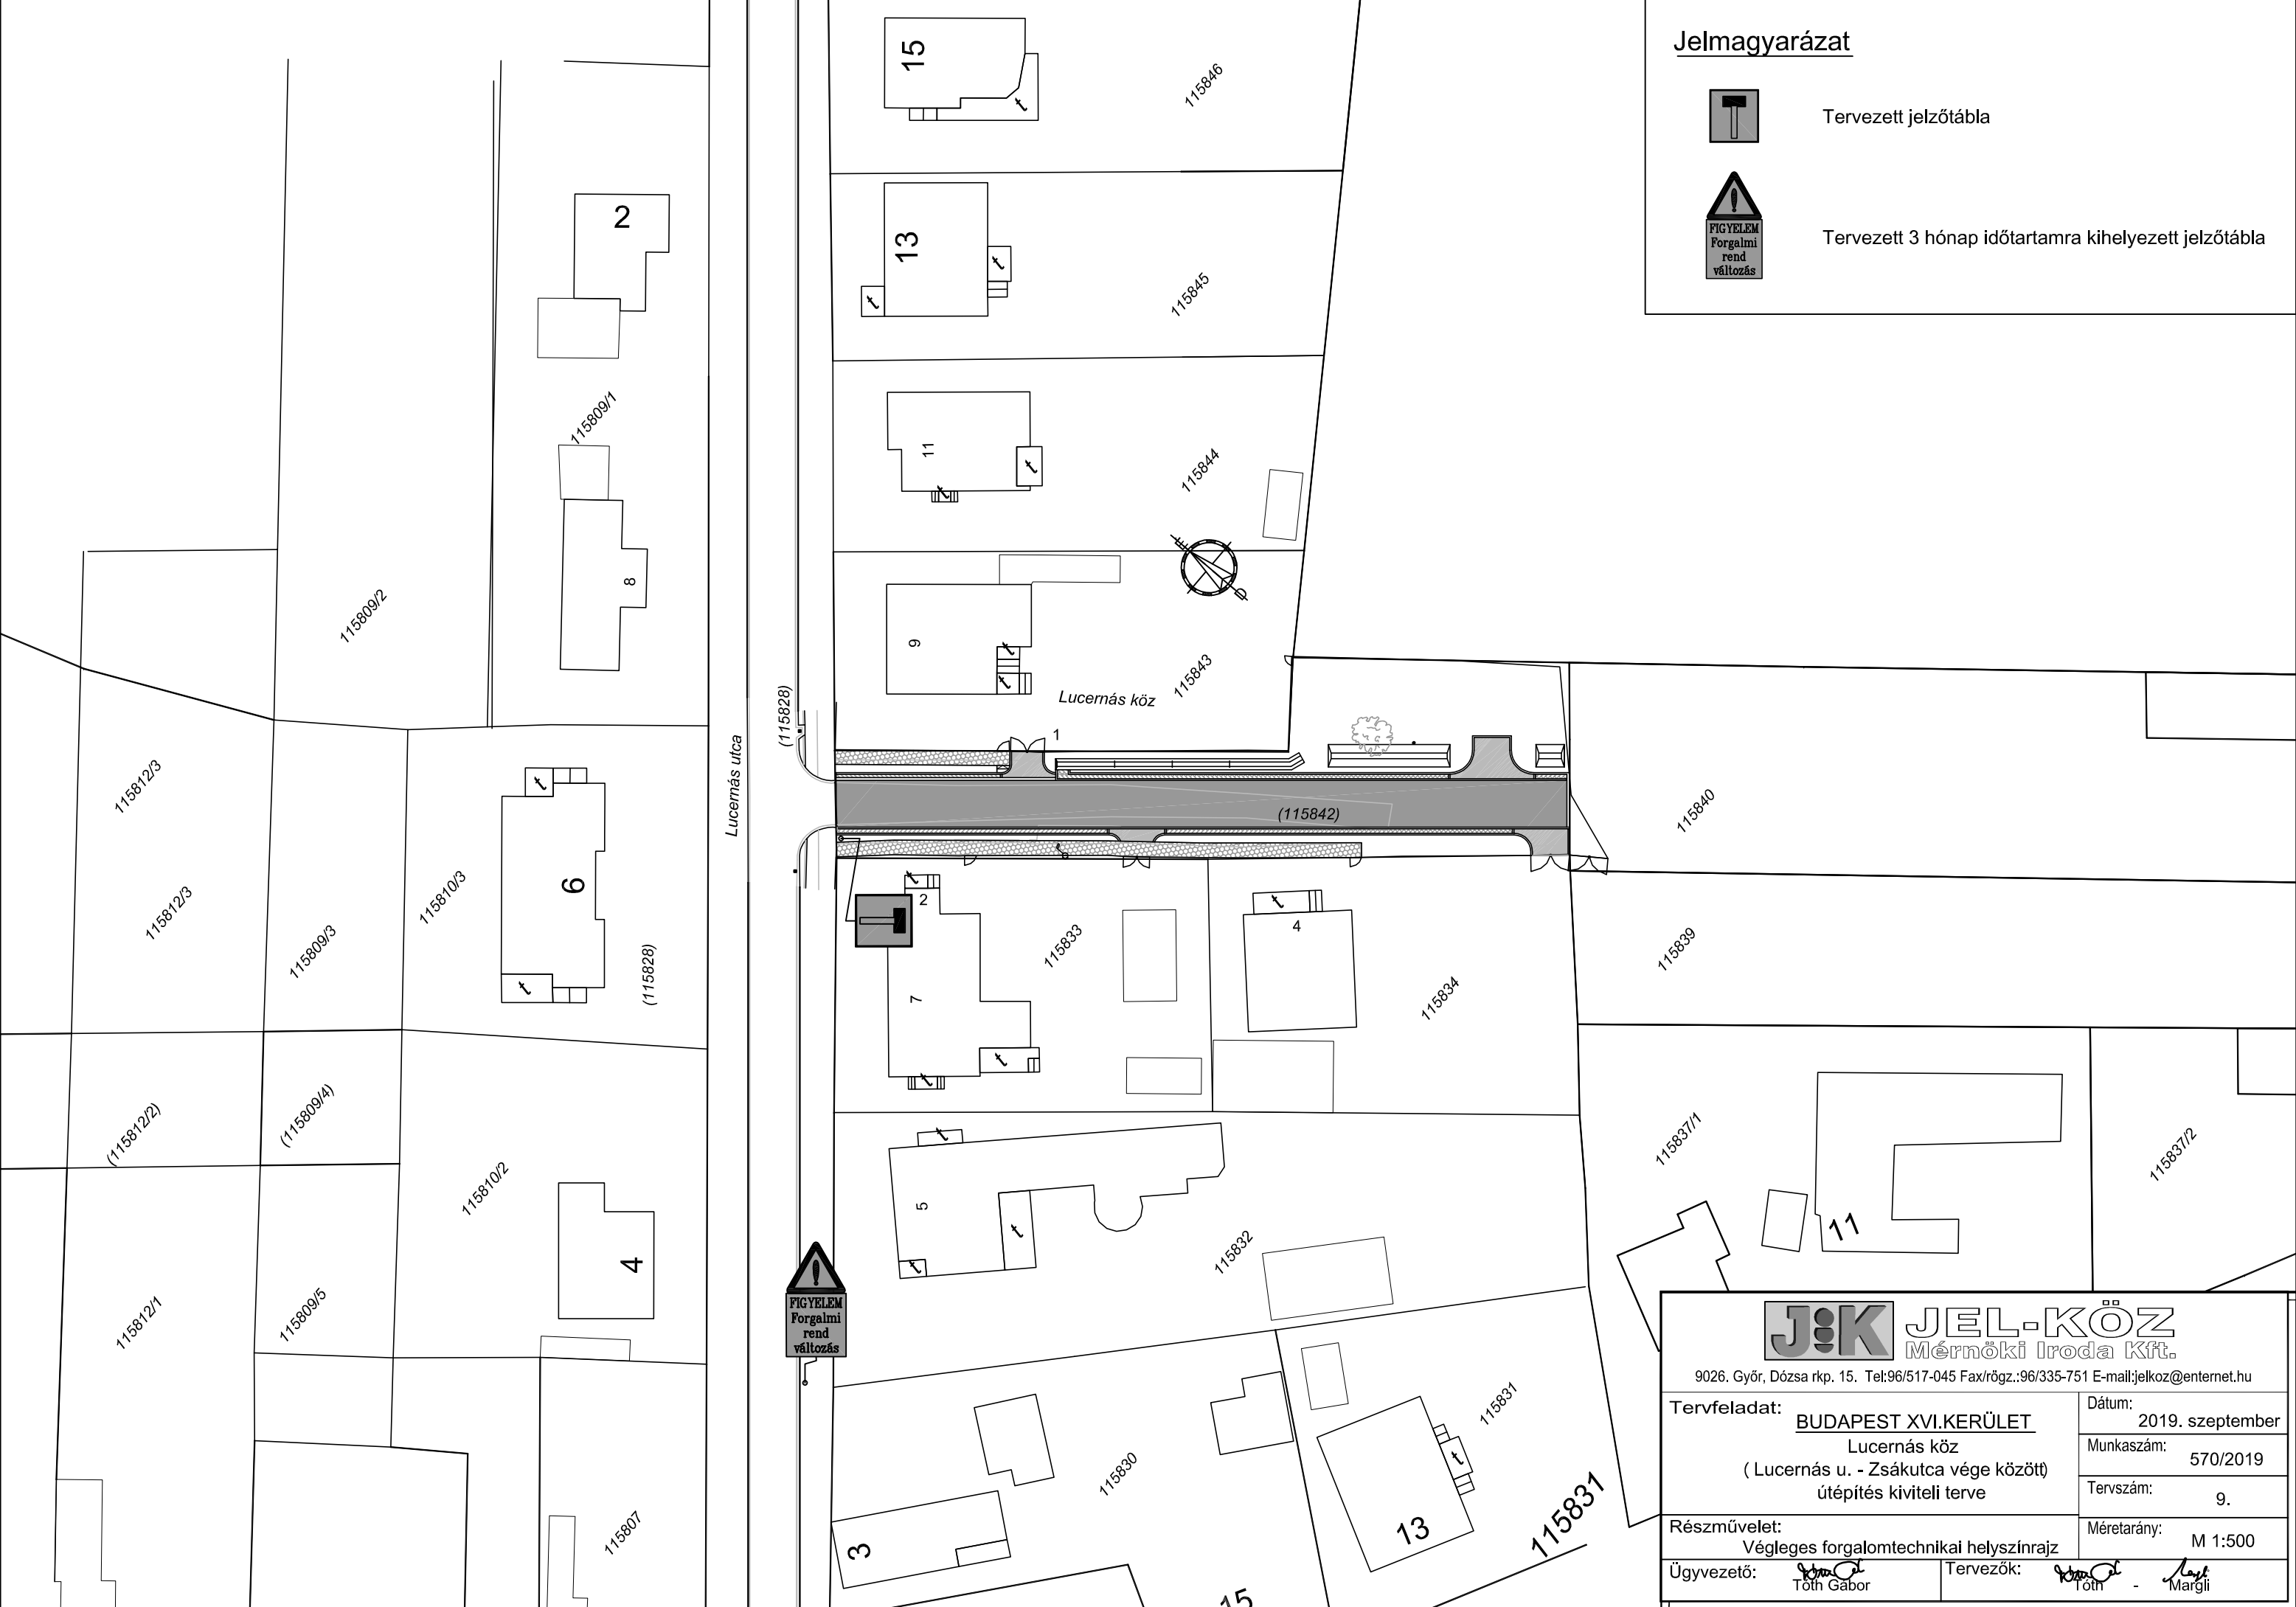 Jelmagyarázat
Tervezett jelzőtábla
FIGYELEM
Forgalmi
rend
változás
Tervezett 3 hónap időtartamra kihelyezett jelzőtábla
15
t
115846
2
13
t
t
115845
115809/1
11
t
t
115844
8
115809/2
É
D
9
t
t
115843
Lucernás köz
(115828)
1
Lucernás utca
115812/3
t
(115842)
115840
6
115810/3
115812/3
115809/3
t
(115828)
t
2
115833
t
4
115839
7
115834
t
t
(115812/2)
(115809/4)
115810/2
t
5
t
t
115832
115837/1
115837/2
11
4
115812/1
115809/5
FIGYELEM
Forgalmi
rend
változás
115831
t
115830
13
115831
3
115807
15
J:K JEL-KÖZ
Mérnöki Iroda Kft.
9026. Győr, Dózsa rkp. 15. Tel:96/517-045 Fax/rögz.:96/335-751 E-mail:jelkoz@enternet.hu
Tervfeladat:
BUDAPEST XVI.KERÜLET
Lucernás köz
( Lucernás u. - Zsákutca vége között)
útépítés kiviteli terve
Dátum:
2019. szeptember
Munkaszám:
570/2019
Tervszám:
9.
Részművelet:
Végleges forgalomtechnikai helyszínrajz
Méretarány:
M 1:500
Ügyvezető:
Tóth Gábor
Tervezők:
Tóth - Margli